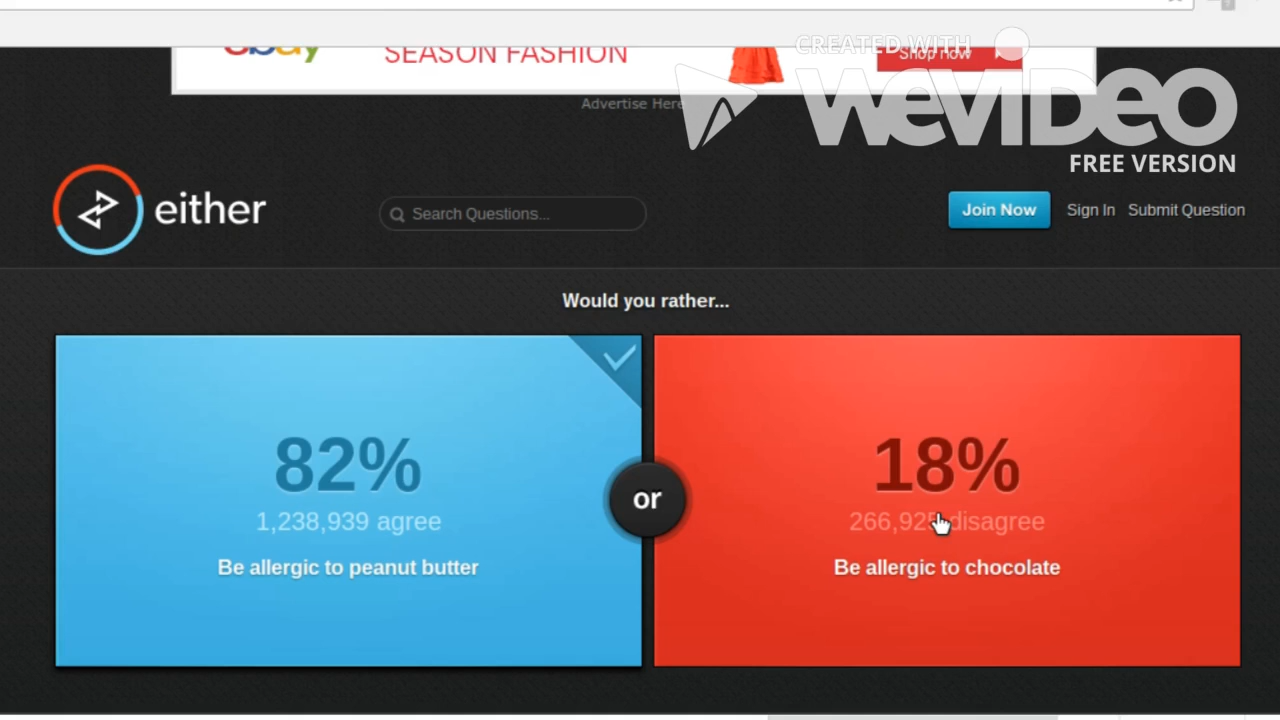 ebay
SEASON FASHION
Shop now
CREATED WITH
WeVideo
FREE VERSION
Advertise Here
either
Search Questions...
Join Now
Sign In
Submit Question
Would you rather...
82%
1,238,939 agree
Be allergic to peanut butter
or
18%
disagree
Be allergic to chocolate